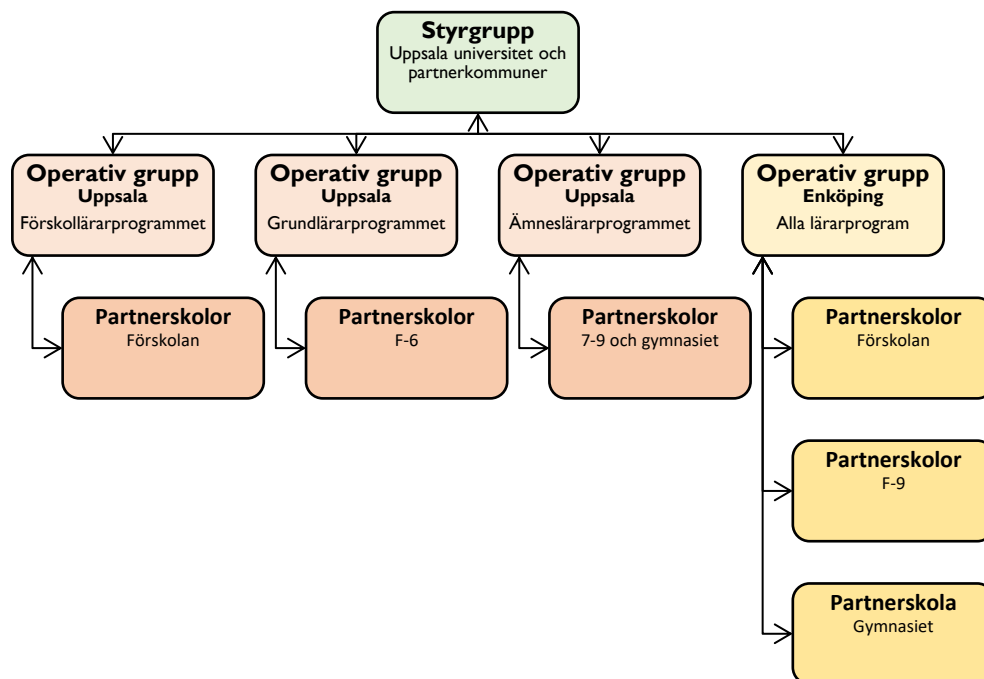 Styrgrupp
Uppsala universitet och
partnerkommuner
Operativ grupp
Uppsala
Förskollärarprogrammet
Operativ grupp
Uppsala
Grundlärarprogrammet
Operativ grupp
Uppsala
Ämneslärarprogrammet
Operativ grupp
Enköping
Alla lärarprogram
Partnerskolor
Förskolan
Partnerskolor
F-6
Partnerskolor
7-9 och gymnasiet
Partnerskolor
Förskolan
Partnerskolor
F-9
Partnerskola
Gymnasiet